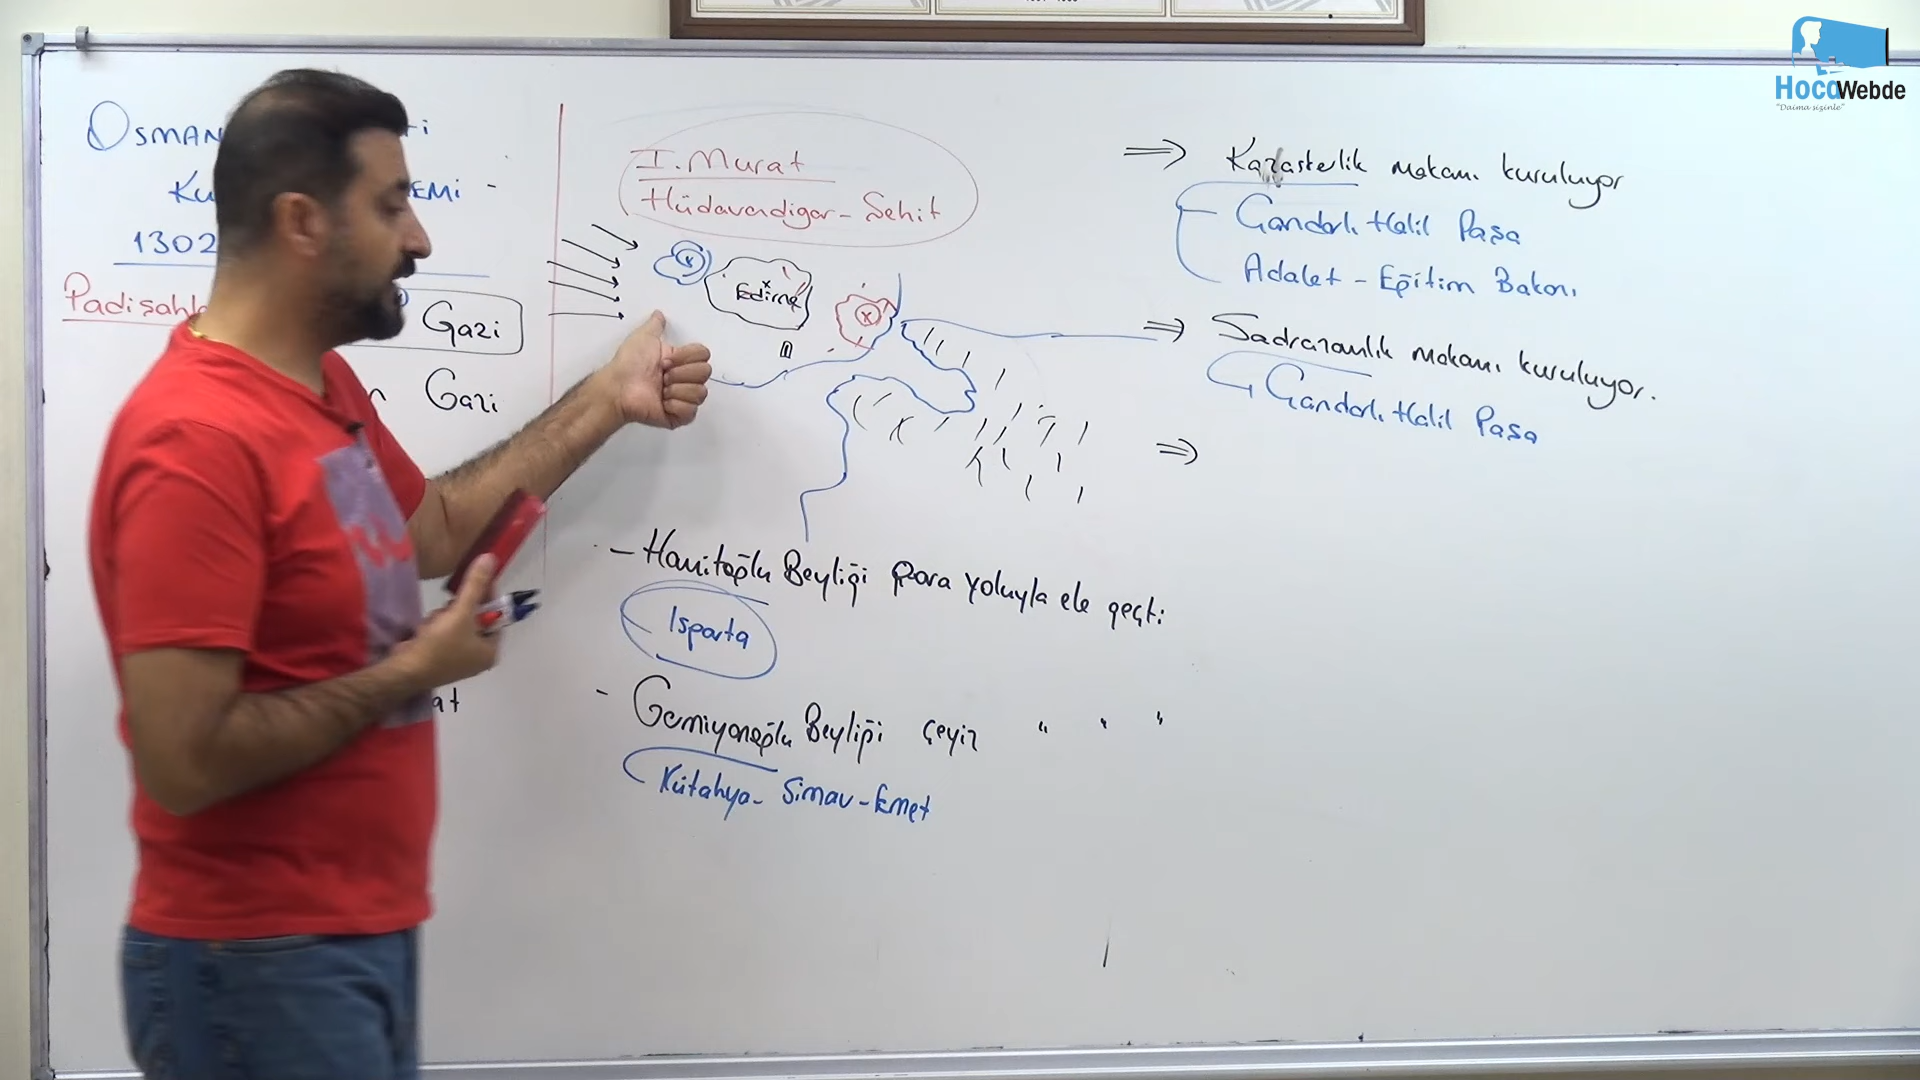 HocaWebde
"Daima sizinle"
OSMAN
1302
Padişahl
Gazi
Gazi
at
I. Murat
Hüdavendigar - Şehit
Edirne
- Hamitoğlu Beyliği para yoluyla ele geçti
Isparta
- Germiyanoğlu Beyliği çeyiz " " "
Kütahya - Simav - Emet
⇒ Kazaskerlik makamı kuruluyor
Çandarlı Halil Paşa
Adalet - Eğitim Bakanı
⇒ Sadrazamlık makamı kuruluyor.
Çandarlı Halil Paşa
⇒